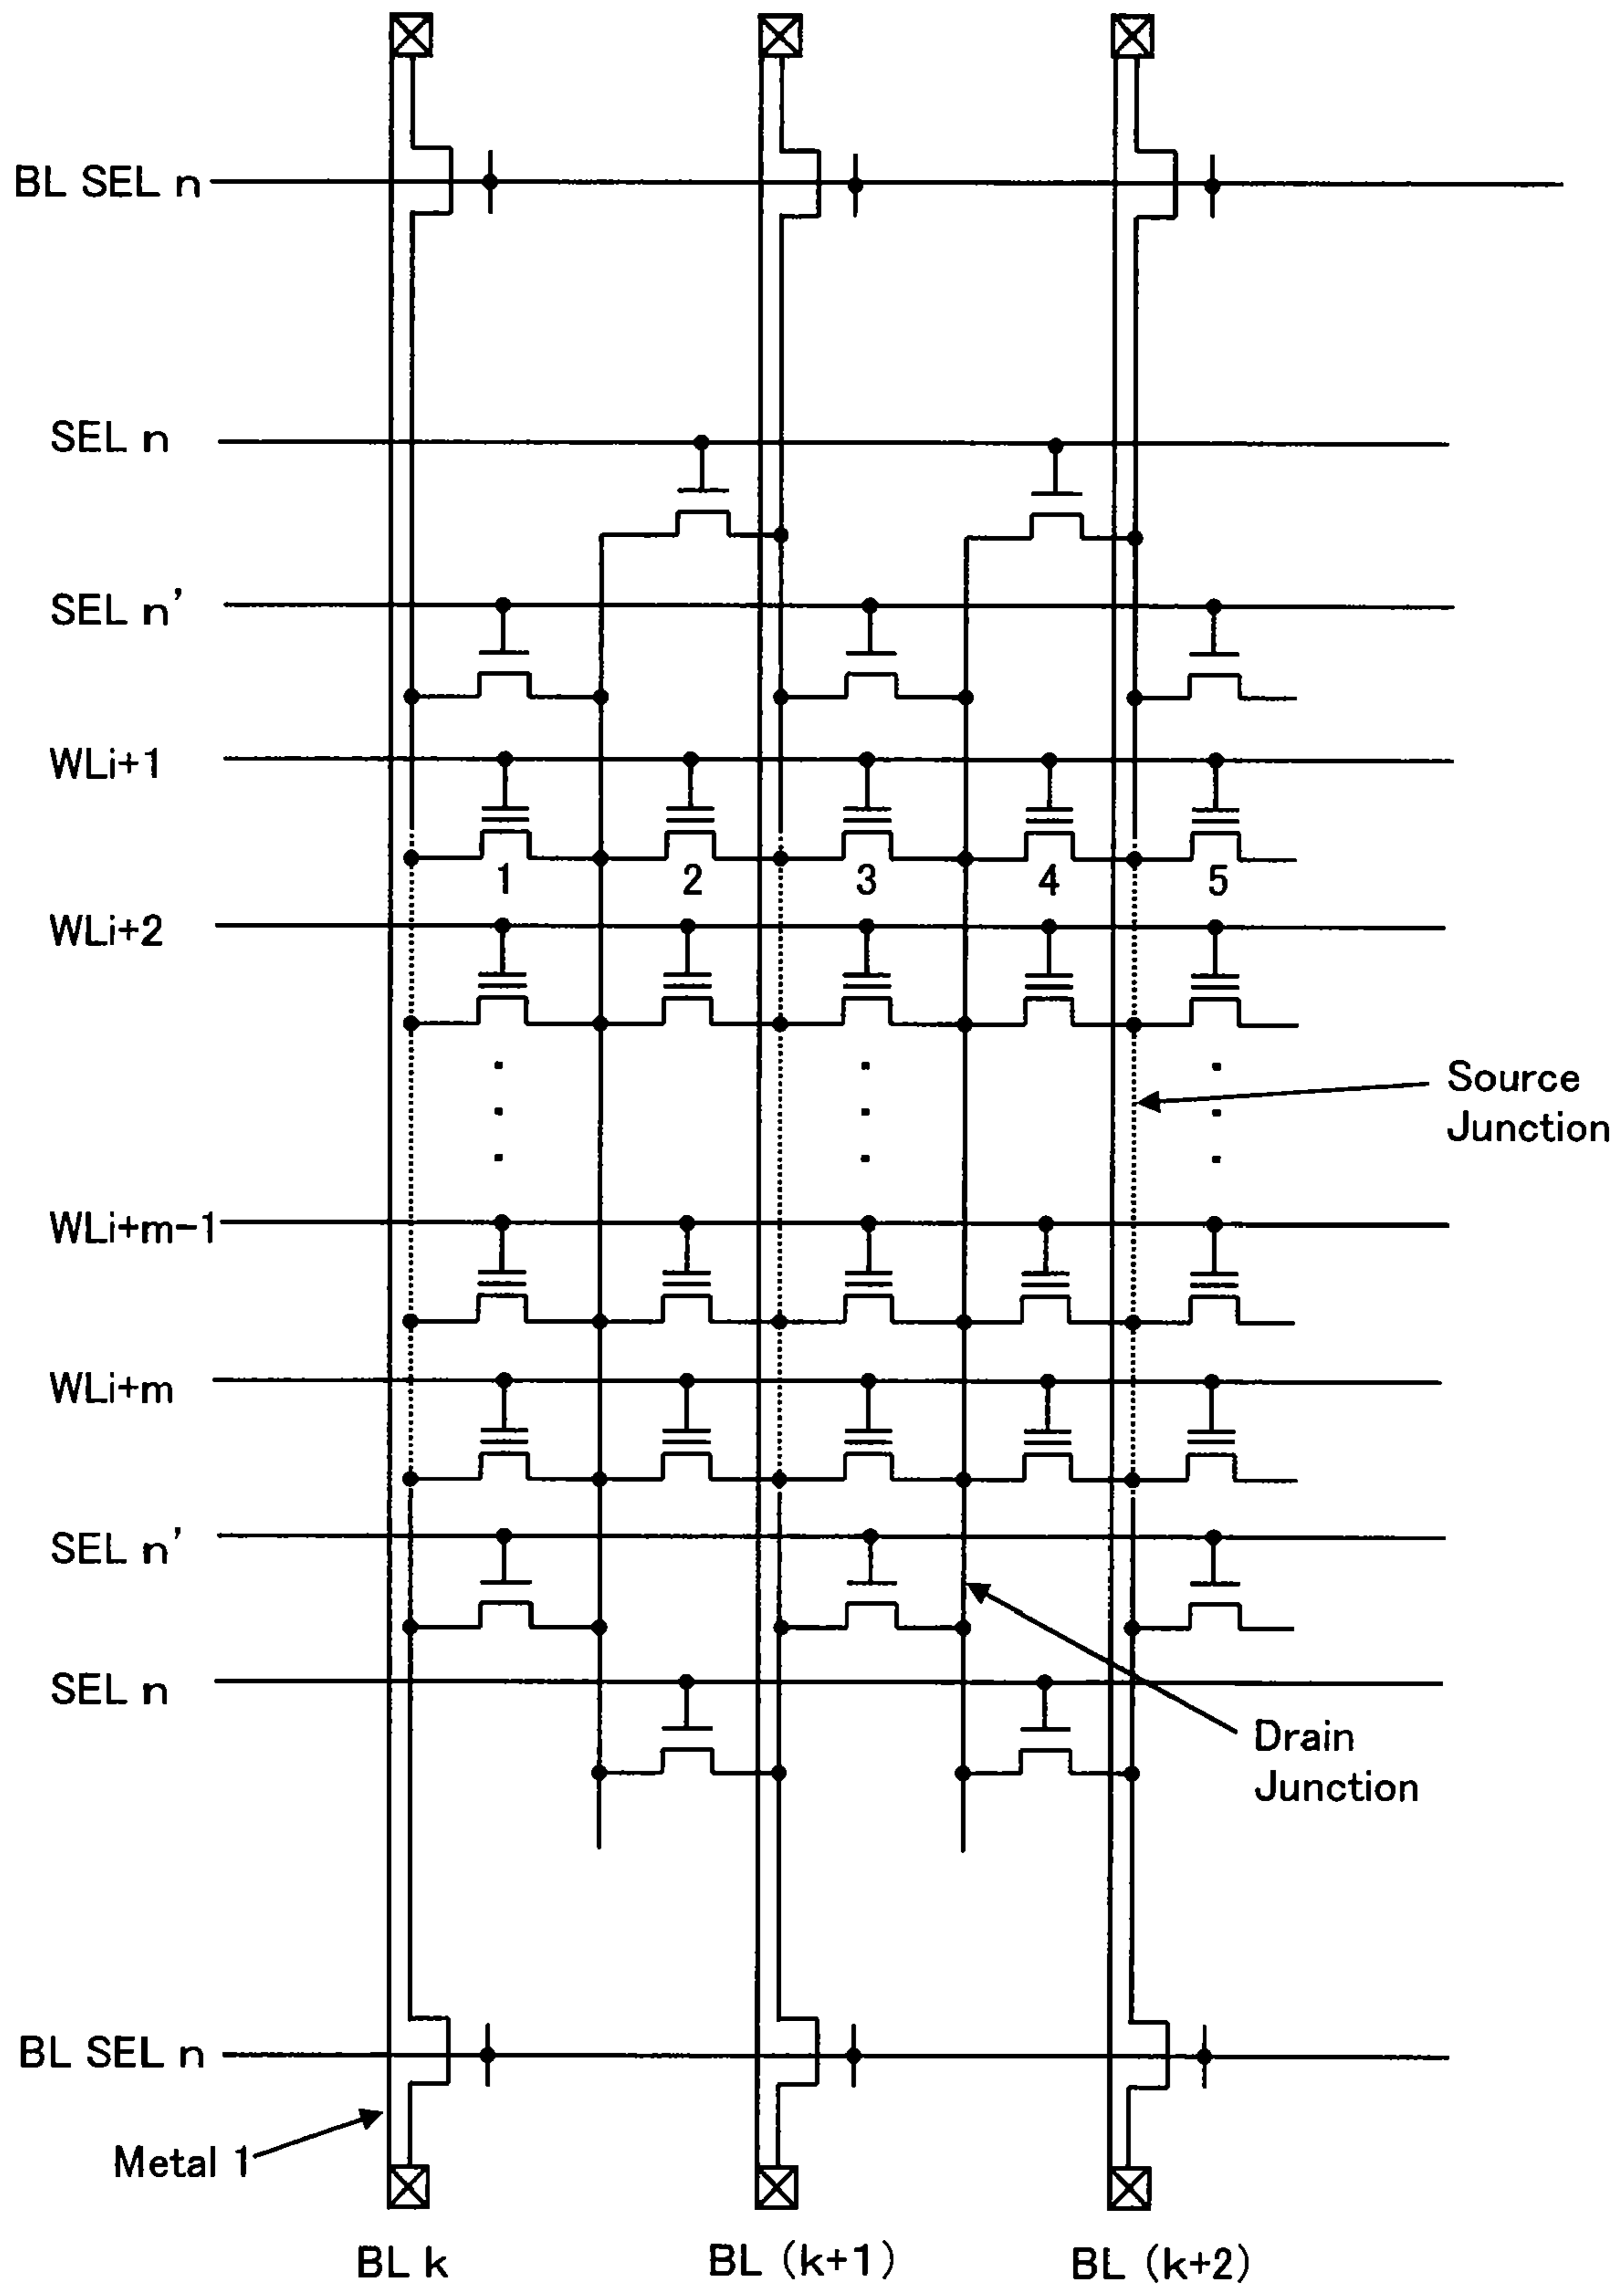 BL SEL n
SEL n
SEL n’
WLi+1
1 2 3 4 5
WLi+2
Source
Junction
WLi+m-1
WLi+m
SEL n’
SEL n
Drain
Junction
BL SEL n
Metal 1
BL k BL (k+1) BL (k+2)